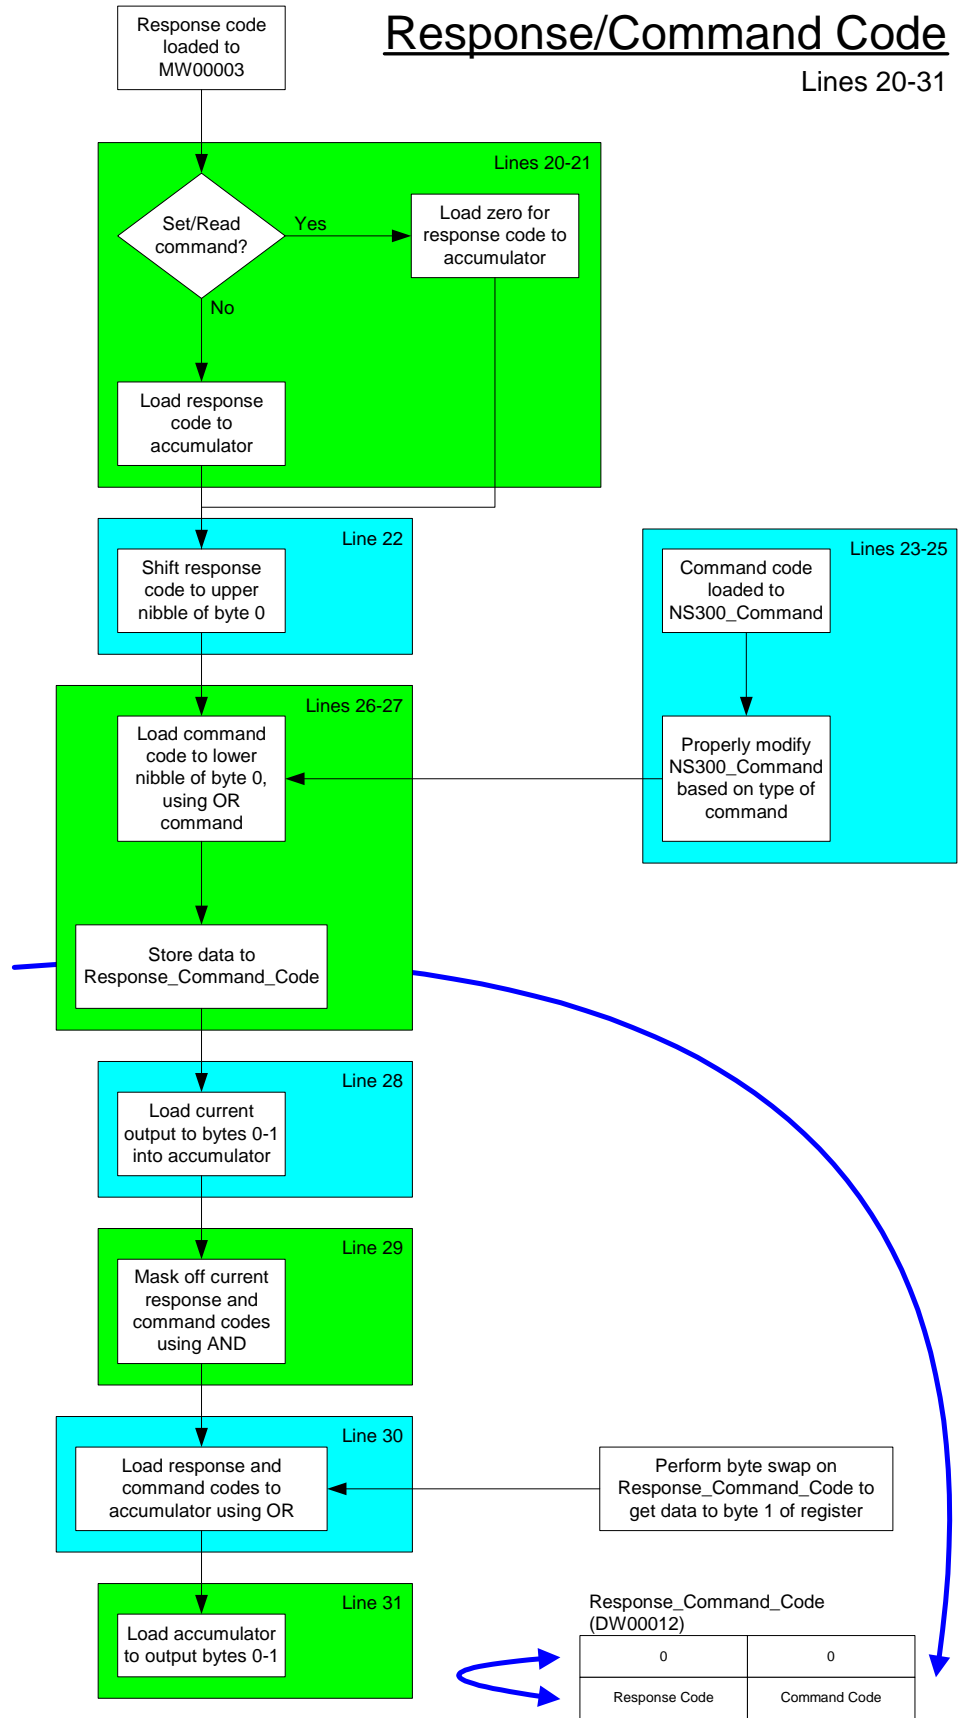 Response/Command Code
Lines 20-31
Response code
loaded to
MW00003
Lines 20-21
Set/Read
command?
Yes
Load zero for
response code to
accumulator
No
Load response
code to
accumulator
Line 22
Shift response
code to upper
nibble of byte 0
Lines 23-25
Command code
loaded to
NS300_Command
Properly modify
NS300_Command
based on type of
command
Lines 26-27
Load command
code to lower
nibble of byte 0,
using OR
command
Store data to
Response_Command_Code
Line 28
Load current
output to bytes 0-1
into accumulator
Line 29
Mask off current
response and
command codes
using AND
Line 30
Load response and
command codes to
accumulator using OR
Perform byte swap on
Response_Command_Code to
get data to byte 1 of register
Line 31
Load accumulator
to output bytes 0-1
Response_Command_Code
(DW00012)
0 0
Response Code Command Code